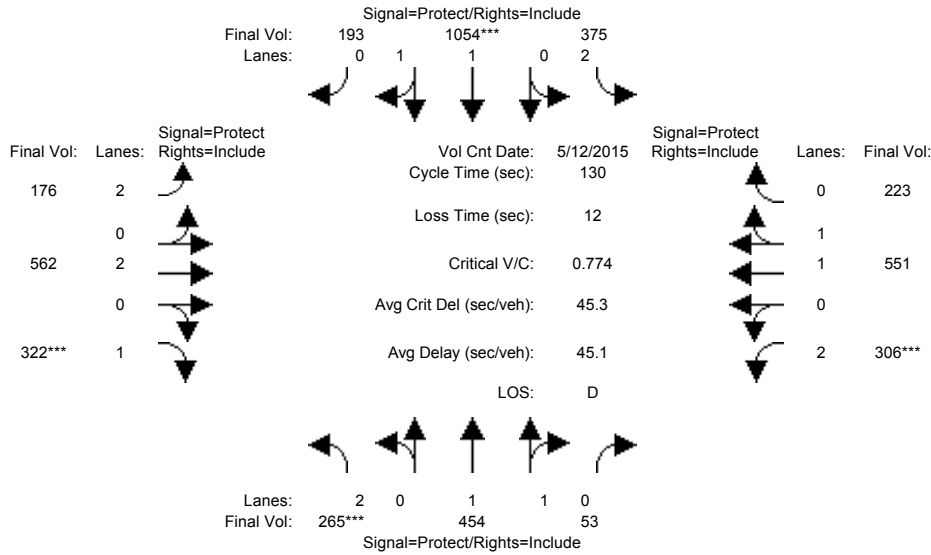 Signal=Protect/Rights=Include
Final Vol: 193 1054*** 375
Lanes: 0 1 1 0 2
Signal=Protect Signal=Protect
Final Vol: Lanes: Rights=Include Vol Cnt Date: 5/12/2015 Rights=Include Lanes: Final Vol:
Cycle Time (sec): 130
176 2 0 223
Loss Time (sec): 12
0 1
562 2 Critical V/C: 0.774 1 551
0 Avg Crit Del (sec/veh): 45.3 0
322*** 1 Avg Delay (sec/veh): 45.1 2 306***
LOS: D
Lanes: 2 0 1 1 0
Final Vol: 265*** 454 53
Signal=Protect/Rights=Include